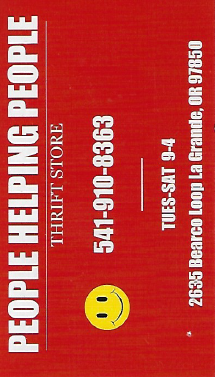 PEOPLE HELPING PEOPLE
THRIFT STORE
541-910-8363
TUES-SAT 9-4
2635 Bearco Loop La Grande, OR 97850